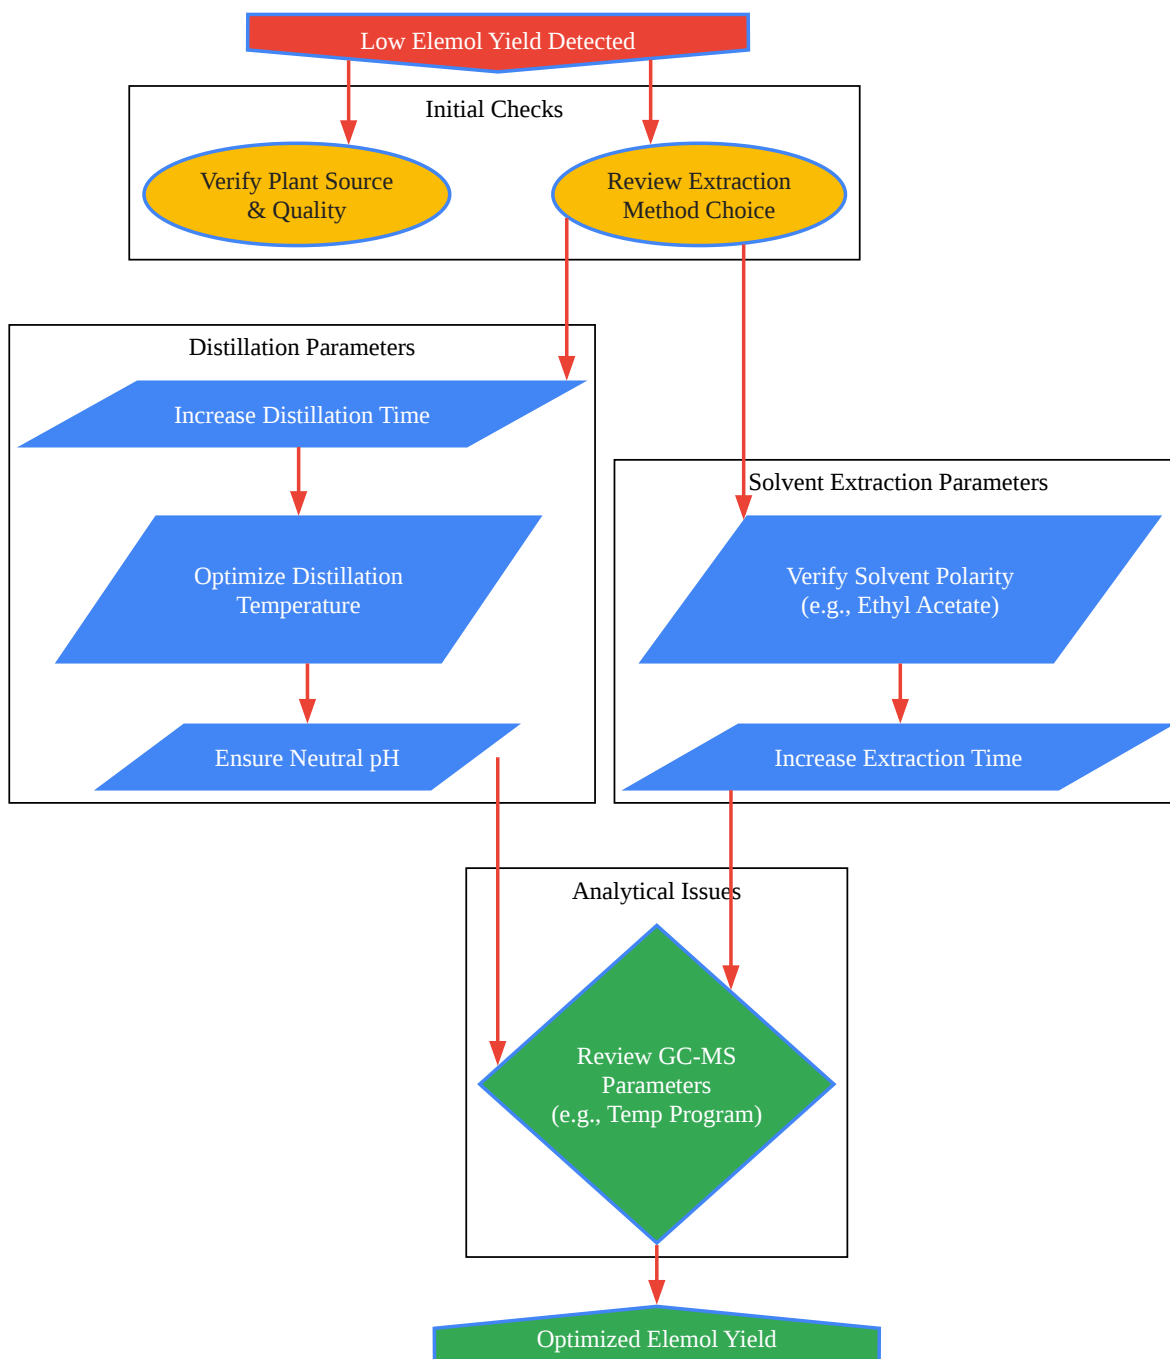 Low Elemol Yield Detected
Initial Checks
Verify Plant Source
& Quality
Review Extraction
Method Choice
Distillation Parameters
Increase Distillation Time
Optimize Distillation
Temperature
Ensure Neutral pH
Solvent Extraction Parameters
Verify Solvent Polarity
(e.g., Ethyl Acetate)
Increase Extraction Time
Analytical Issues
Review GC-MS
Parameters
(e.g., Temp Program)
Optimized Elemol Yield